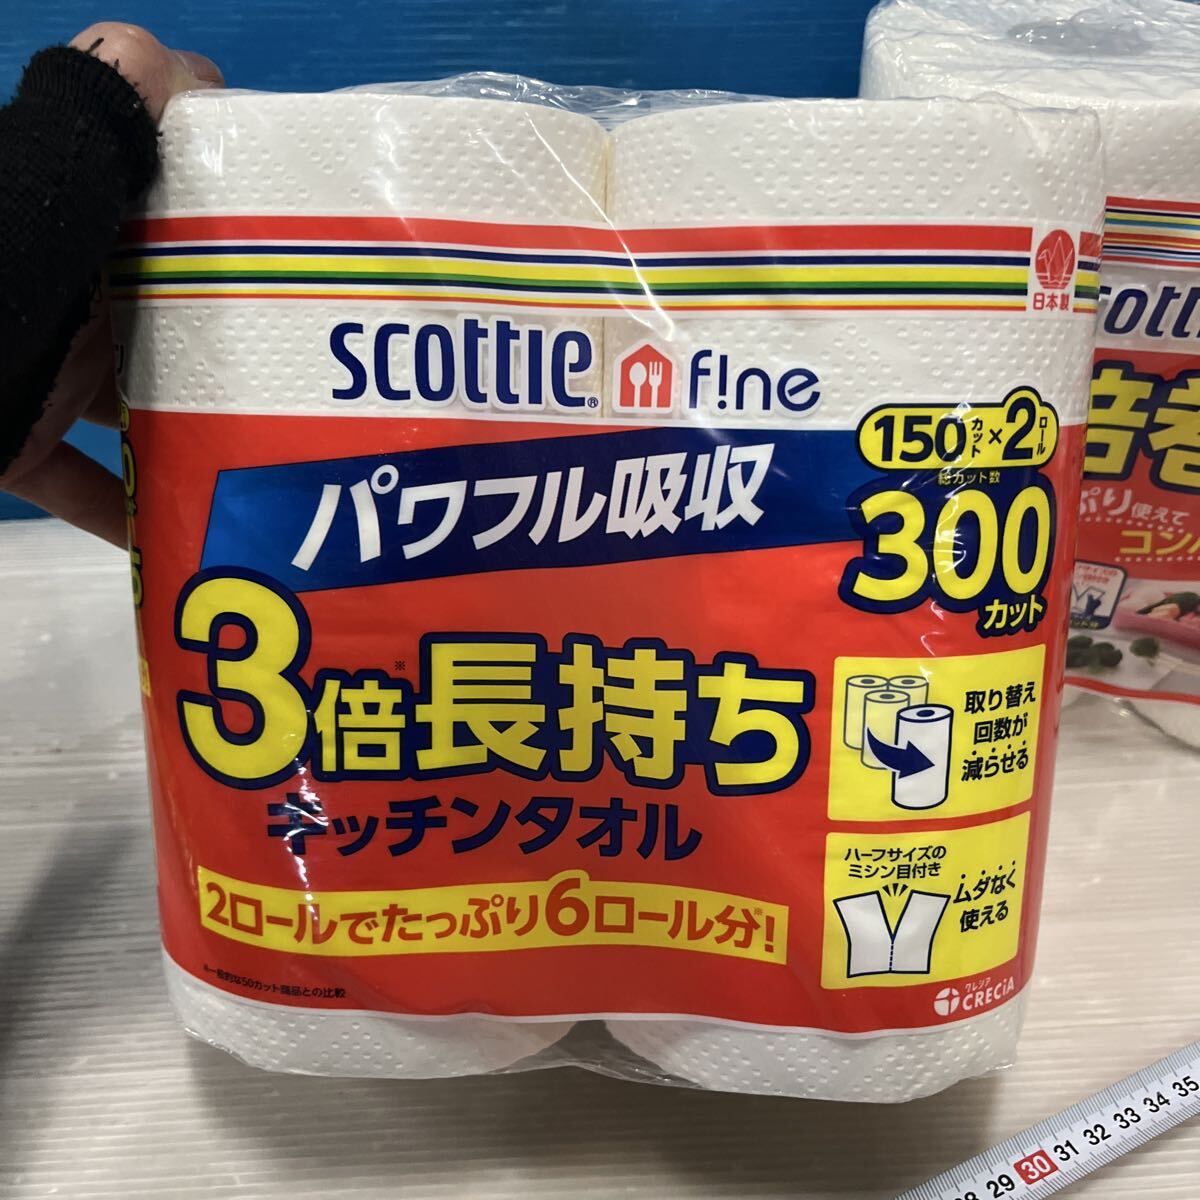 日本製
scottie® f!ne
150カット×2ロール
総カット数
300カット
パワフル吸収
3倍※長持ち
キッチンタオル
2ロールでたっぷり6ロール分※!
※一般的な50カット商品との比較
取り替え
回数が
減らせる
ハーフサイズの
ミシン目付き
ムダなく
使える
クレシア
CRECiA
倍巻
ぷり使えて
29 30 31 32 33 34 35